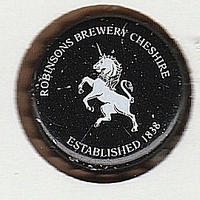 ROBINSONS BREWERY CHESHIRE
ESTABLISHED 1838